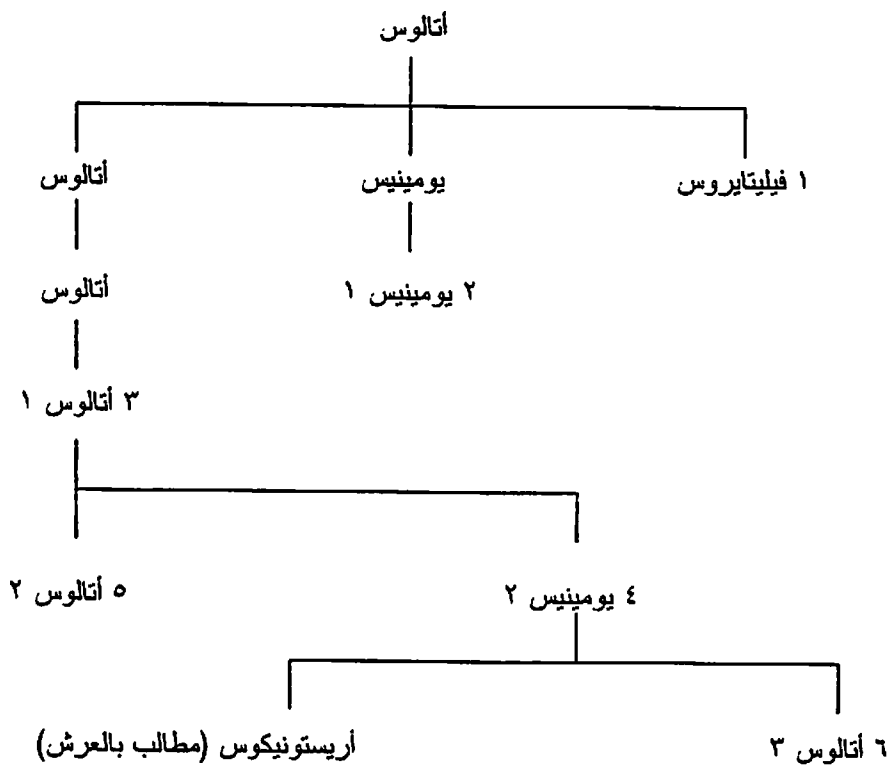 أتالوس
١ فيليتايروس
يومينيس
أتالوس
٢ يومينيس ١
أتالوس
٣ أتالوس ١
٤ يومينيس ٢
٥ أتالوس ٢
٦ أتالوس ٣
أريستونيكوس (مطالب بالعرش)